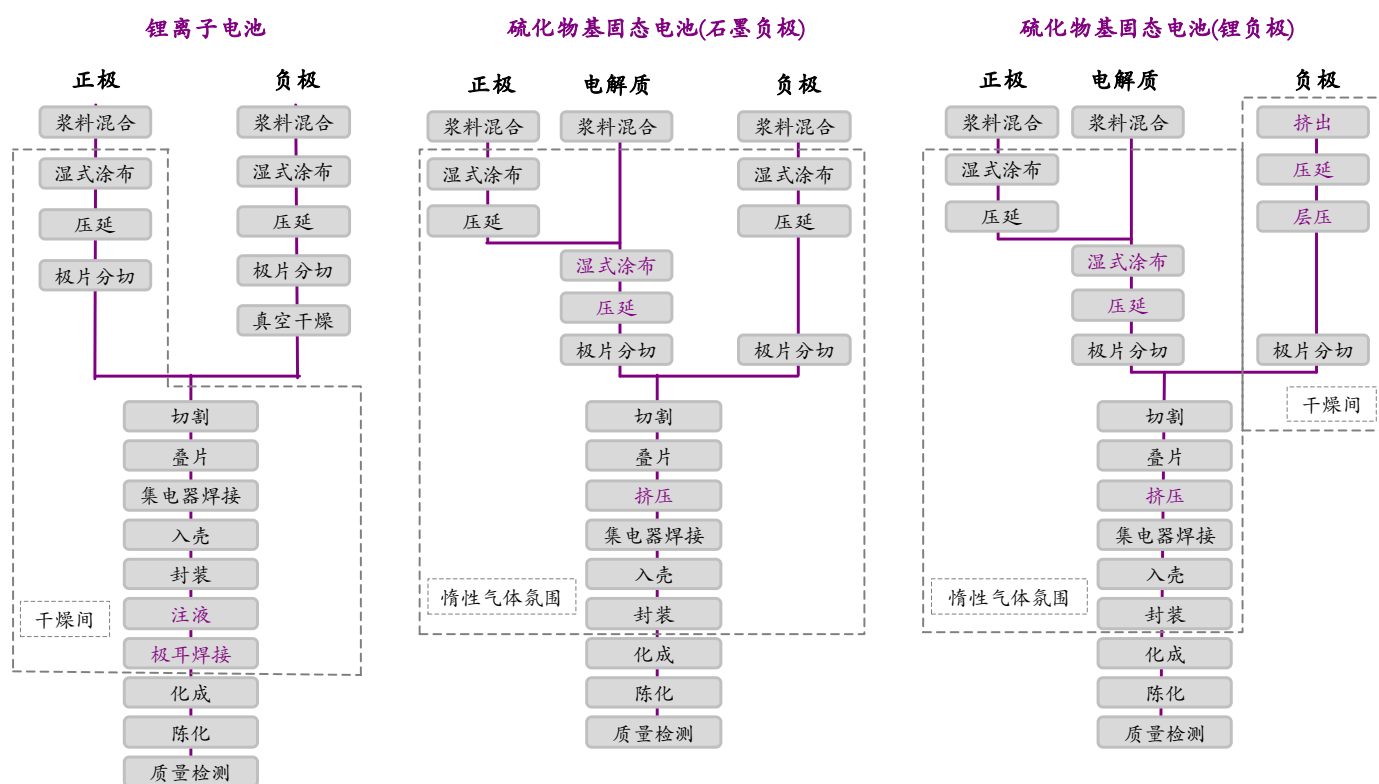 锂离子电池
正极
负极
浆料混合
湿式涂布
压延
极片分切
浆料混合
湿式涂布
压延
极片分切
真空干燥
切割
叠片
集电器焊接
入壳
封装
注液
极耳焊接
干燥间
化成
陈化
质量检测
硫化物基固态电池(石墨负极)
正极
电解质
负极
浆料混合
湿式涂布
压延
浆料混合
湿式涂布
压延
极片分切
浆料混合
湿式涂布
压延
极片分切
切割
叠片
挤压
集电器焊接
入壳
封装
惰性气体氛围
化成
陈化
质量检测
硫化物基固态电池(锂负极)
正极
电解质
负极
浆料混合
湿式涂布
压延
浆料混合
湿式涂布
压延
极片分切
挤出
压延
层压
极片分切
干燥间
切割
叠片
挤压
集电器焊接
入壳
封装
惰性气体氛围
化成
陈化
质量检测